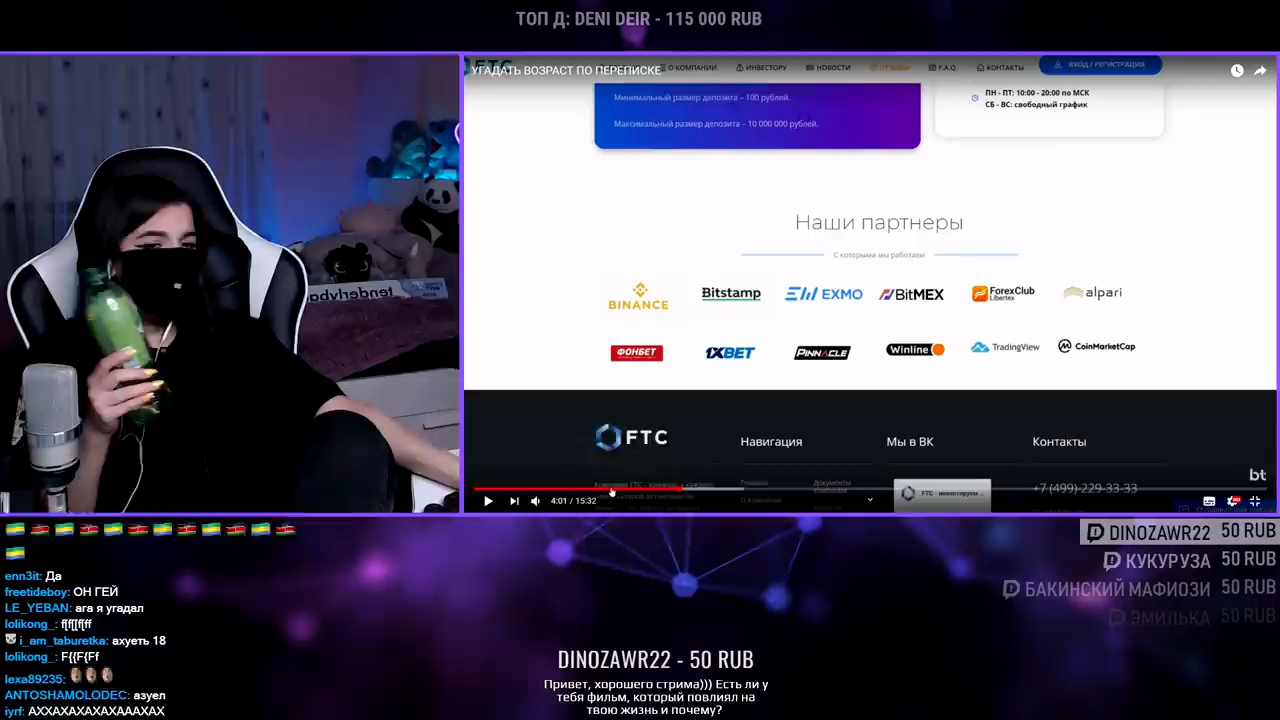 ТОП Д: DENI DEIR - 115 000 RUB
УГАДАТЬ ВОЗРАСТ ПО ПЕРЕПИСКЕ
О КОМПАНИИ
ИНВЕСТОРУ
НОВОСТИ
ОТЗЫВЫ
F.A.Q.
КОНТАКТЫ
ВХОД / РЕГИСТРАЦИЯ
Минимальный размер депозита – 100 рублей.
Максимальный размер депозита – 10 000 000 рублей.
ПН - ПТ: 10:00 - 20:00 по МСК
СБ - ВС: свободный график
Наши партнеры
С которыми мы работаем
BINANCE
Bitstamp
EXMO
BitMEX
ForexClub
Libertex
alpari
ФОНБЕТ
1XBET
PINNACLE
Winline
TradingView
CoinMarketCap
FTC
Навигация
Мы в ВК
Контакты
+7 (499)-229-33-33
bt
4:01 / 15:32
enn3it: Да
freetideboy: ОН ГЕЙ
LE_YEBAN: ага я угадал
lolikong_: f[f[[f[ff
i_am_taburetka: ахуеть 18
lolikong_: F{{F{Ff
lexa89235:
ANTOSHAMOLODEC: азуел
iyrf: АХХАХАХАХАХАААХАХ
DINOZAWR22 50 RUB
КУКУРУЗА 50 RUB
БАКИНСКИЙ МАФИОЗИ 50 RUB
ЭМИЛЬКА 50 RUB
DINOZAWR22 - 50 RUB
Привет, хорошего стрима))) Есть ли у
тебя фильм, который повлиял на
твою жизнь и почему?